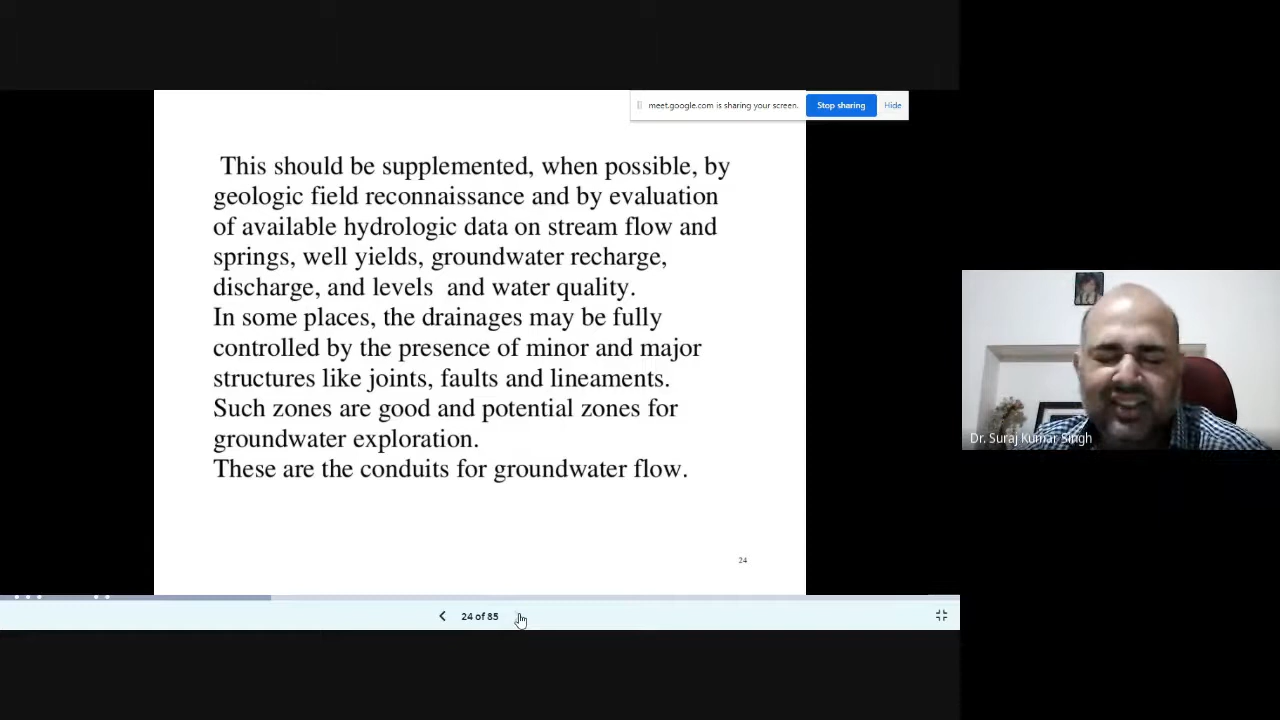 meet.google.com is sharing your screen.
Stop sharing
Hide
This should be supplemented, when possible, by
geologic field reconnaissance and by evaluation
of available hydrologic data on stream flow and
springs, well yields, groundwater recharge,
discharge, and levels and water quality.
In some places, the drainages may be fully
controlled by the presence of minor and major
structures like joints, faults and lineaments.
Such zones are good and potential zones for
groundwater exploration.
These are the conduits for groundwater flow.
24
24 of 85
Dr. Suraj Kumar Singh